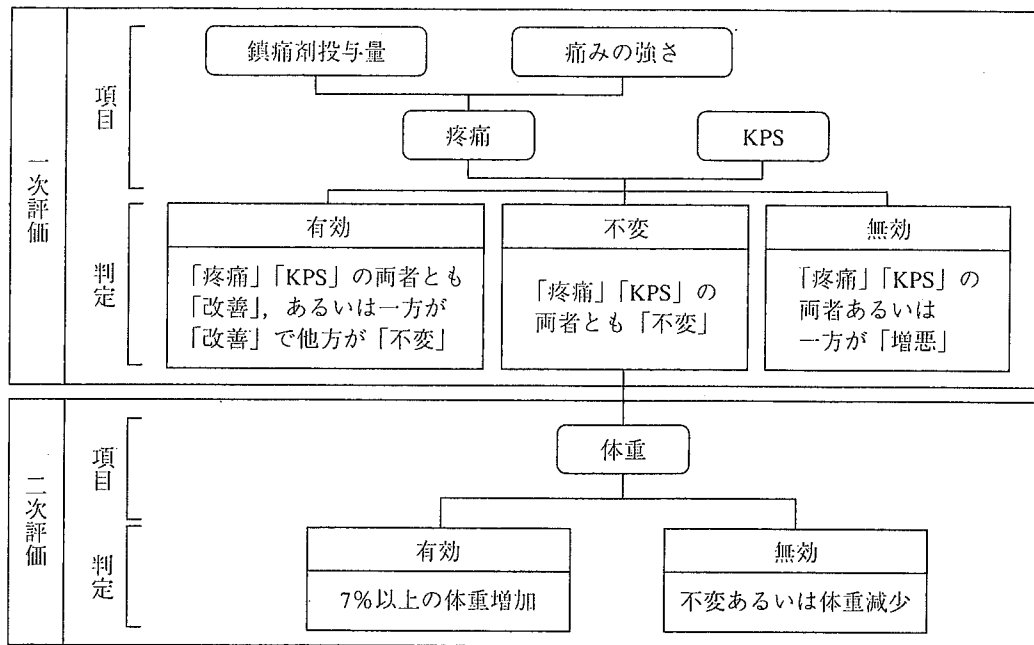 一次評価
項目
鎮痛剤投与量
痛みの強さ
疼痛
KPS
判定
有効
「疼痛」「KPS」の両者とも
「改善」，あるいは一方が
「改善」で他方が「不変」
不変
「疼痛」「KPS」の
両者とも「不変」
無効
「疼痛」「KPS」の
両者あるいは
一方が「増悪」
二次評価
項目
体重
判定
有効
7％以上の体重増加
無効
不変あるいは体重減少